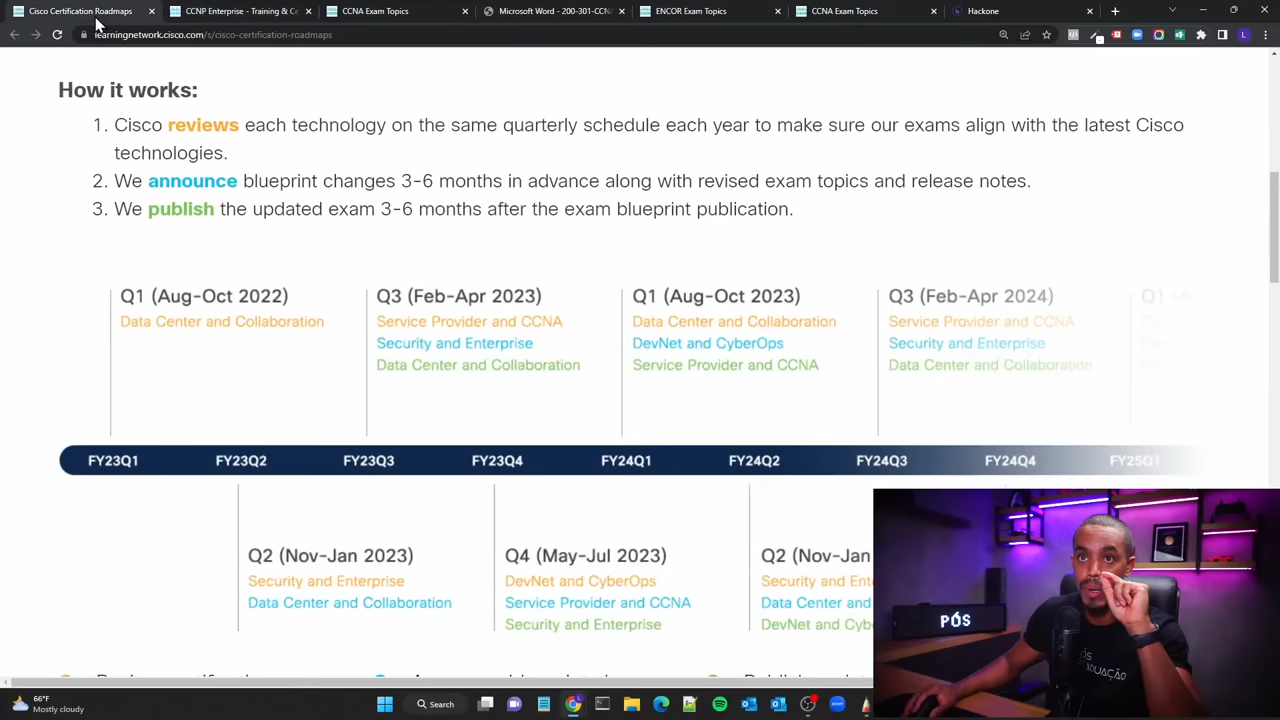 Cisco Certification Roadmaps
CCNP Enterprise - Training & Ce
CCNA Exam Topics
Microsoft Word - 200-301-CCNA
ENCOR Exam Topics
CCNA Exam Topics
Hackone
learningnetwork.cisco.com/s/cisco-certification-roadmaps
How it works:
1. Cisco reviews each technology on the same quarterly schedule each year to make sure our exams align with the latest Cisco
technologies.
2. We announce blueprint changes 3-6 months in advance along with revised exam topics and release notes.
3. We publish the updated exam 3-6 months after the exam blueprint publication.
Q1 (Aug-Oct 2022)
Data Center and Collaboration
Q3 (Feb-Apr 2023)
Service Provider and CCNA
Security and Enterprise
Data Center and Collaboration
Q1 (Aug-Oct 2023)
Data Center and Collaboration
DevNet and CyberOps
Service Provider and CCNA
Q3 (Feb-Apr 2024)
Service Provider and CCNA
Security and Enterprise
Data Center and Collaboration
Q1
FY23Q1
FY23Q2
FY23Q3
FY23Q4
FY24Q1
FY24Q2
FY24Q3
FY24Q4
FY25Q1
Q2 (Nov-Jan 2023)
Security and Enterprise
Data Center and Collaboration
Q4 (May-Jul 2023)
DevNet and CyberOps
Service Provider and CCNA
Security and Enterprise
Q2 (Nov-Jan
Security and Ent
Data Center and
DevNet and Cyb
PÓS
66°F
Mostly cloudy
Search